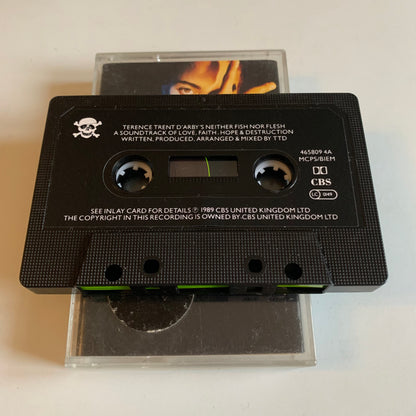 TERENCE TRENT D'ARBY'S NEITHER FISH NOR FLESH
A SOUNDTRACK OF LOVE, FAITH, HOPE & DESTRUCTION
WRITTEN, PRODUCED, ARRANGED & MIXED BY TTD
465809 4A
MCPS/BIEM
CBS
LC 0149
SEE INLAY CARD FOR DETAILS ℗ 1989 CBS UNITED KINGDOM LTD
THE COPYRIGHT IN THIS RECORDING IS OWNED BY CBS UNITED KINGDOM LTD